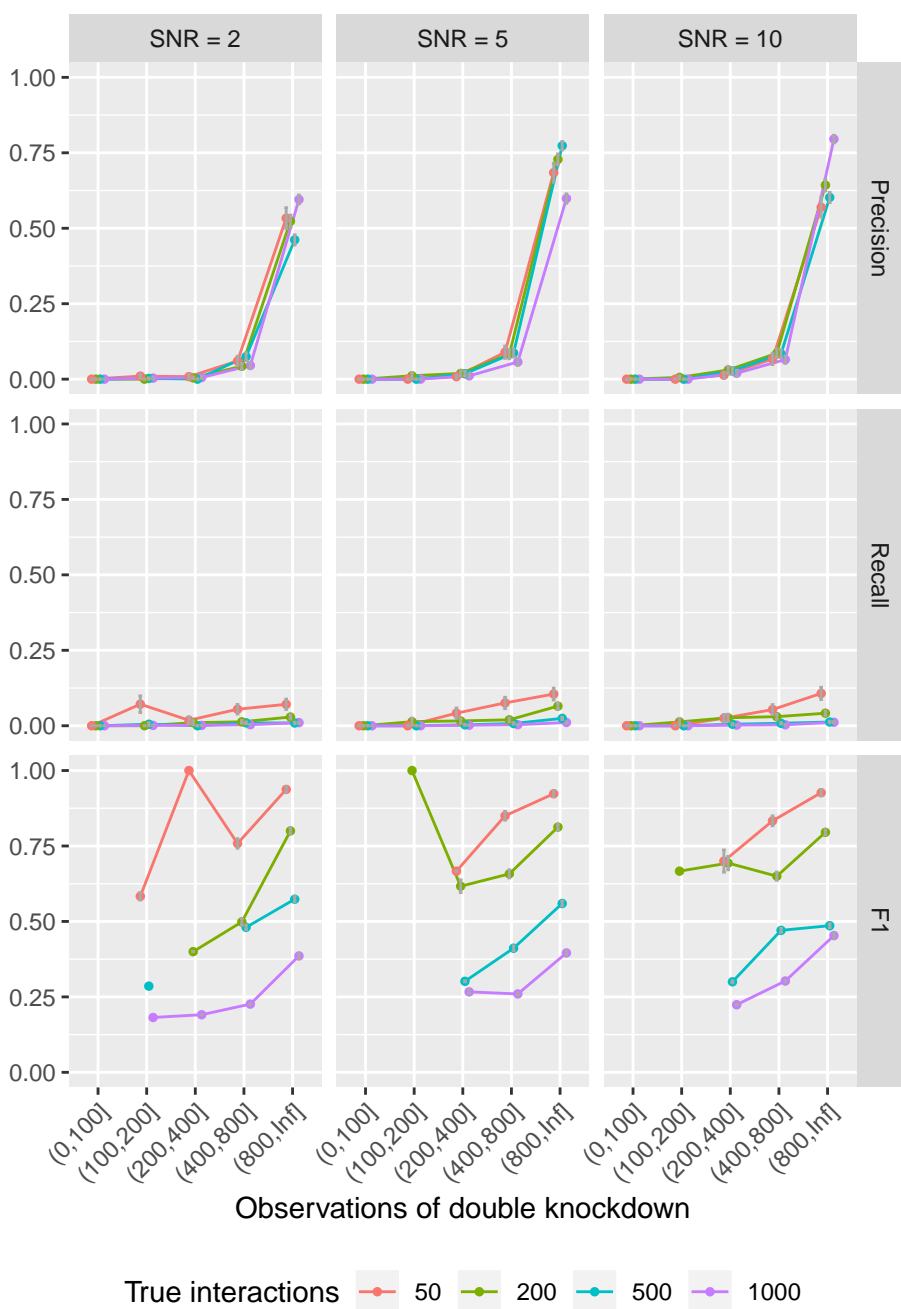 SNR = 2 SNR = 5 SNR = 10
1.00
0.75
0.50
0.25
0.00
Precision
1.00
0.75
0.50
0.25
0.00
Recall
1.00
0.75
0.50
0.25
0.00
F1
(0,100] (100,200] (200,400] (400,800] (800,Inf] (0,100] (100,200] (200,400] (400,800] (800,Inf] (0,100] (100,200] (200,400] (400,800] (800,Inf]
Observations of double knockdown
True interactions 50 200 500 1000